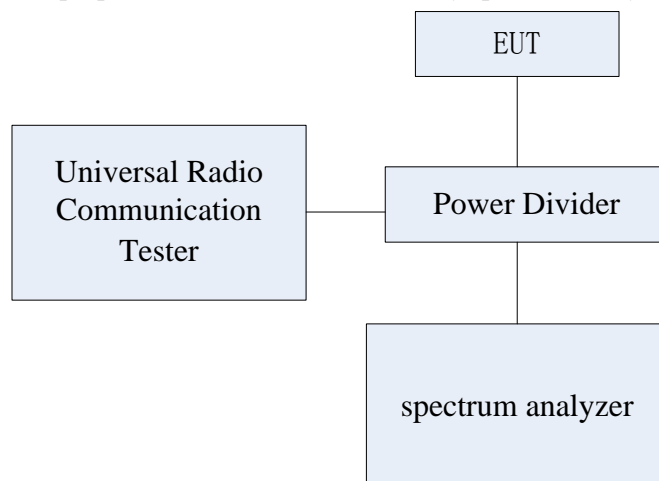 EUT
Universal Radio
Communication
Tester
Power Divider
spectrum analyzer